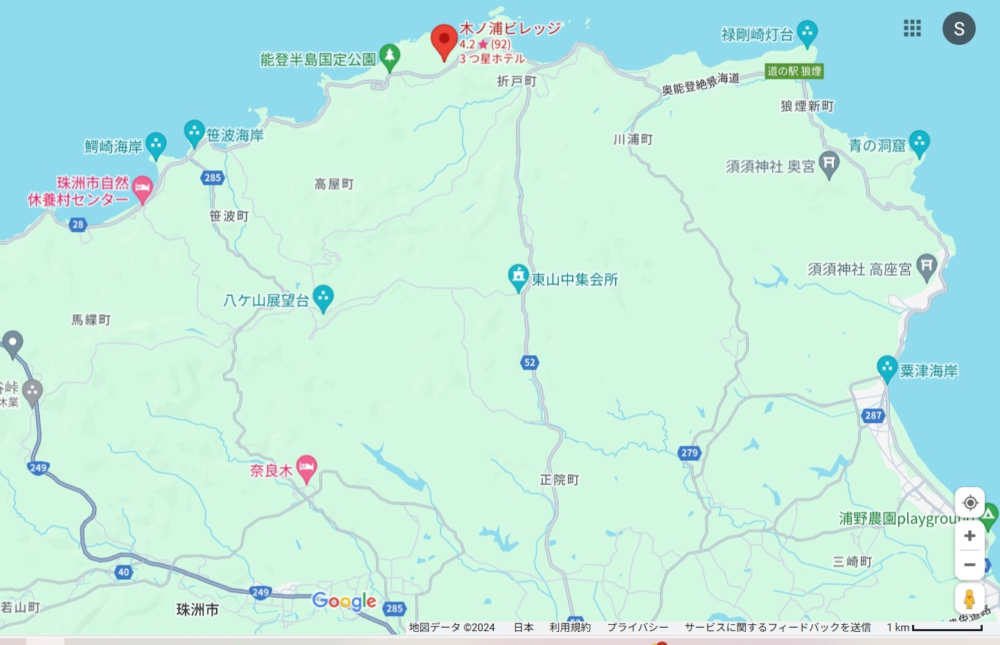 木ノ浦ビレッジ
4.2★(92)
3つ星ホテル
能登半島国定公園
禄剛崎灯台
S
道の駅 狼煙
折戸町
奥能登絶景海道
狼煙新町
笹波海岸
鰐崎海岸
川浦町
青の洞窟
須須神社 奥宮
285
高屋町
珠洲市自然
休養村センター
28
笹波町
須須神社 高座宮
東山中集会所
八ケ山展望台
馬緤町
52
粟津海岸
峠
休業
287
279
249
奈良木
正院町
浦野農園playground
三崎町
40
249
285
若山町
珠洲市
Google
地図データ ©2024 日本 利用規約 プライバシー サービスに関するフィードバックを送信 1 km